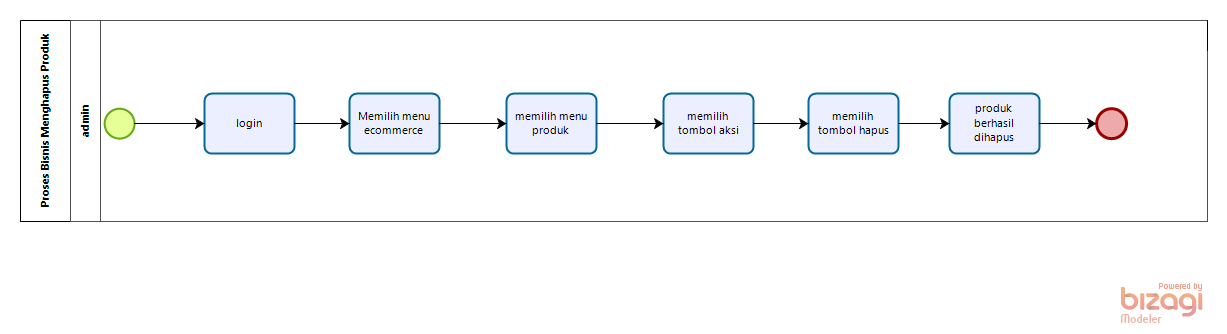 Proses Bisnis Menghapus Produk
admin
login
Memilih menu
ecommerce
memilih menu
produk
memilih
tombol aksi
memilih
tombol hapus
produk
berhasil
dihapus
Powered by
bizagi
Modeler